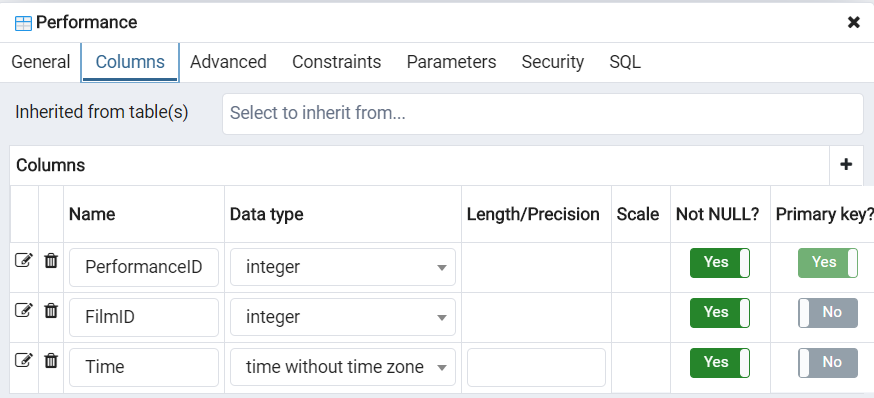 Performance
General Columns Advanced Constraints Parameters Security SQL
Inherited from table(s) Select to inherit from...
Columns
Name Data type Length/Precision Scale Not NULL? Primary key?
PerformanceID integer Yes Yes
FilmID integer Yes No
Time time without time zone Yes No